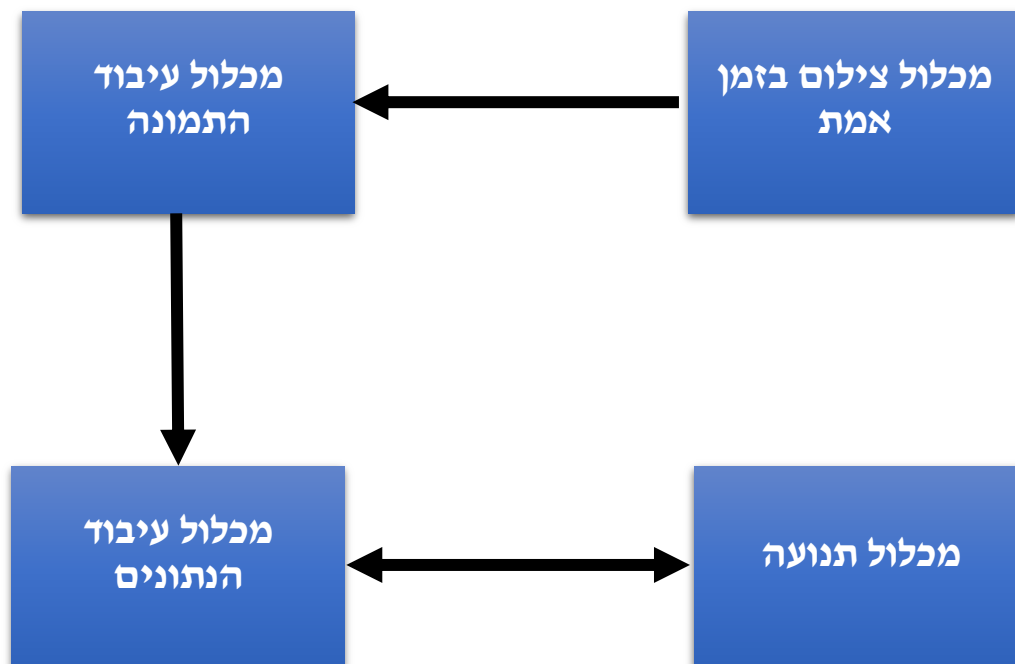 מכלול צילום בזמן
אמת
מכלול עיבוד
התמונה
מכלול עיבוד
הנתונים
מכלול תנועה